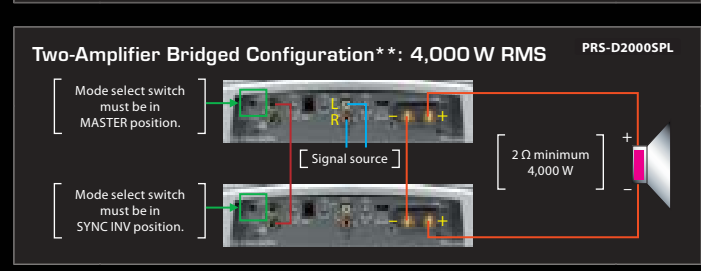 Two-Amplifier Bridged Configuration**: 4,000 W RMS
PRS-D2000SPL
Mode select switch
must be in
MASTER position.
L
R
- +
Signal source
2 Ω minimum
4,000 W
+
-
Mode select switch
must be in
SYNC INV position.
- +